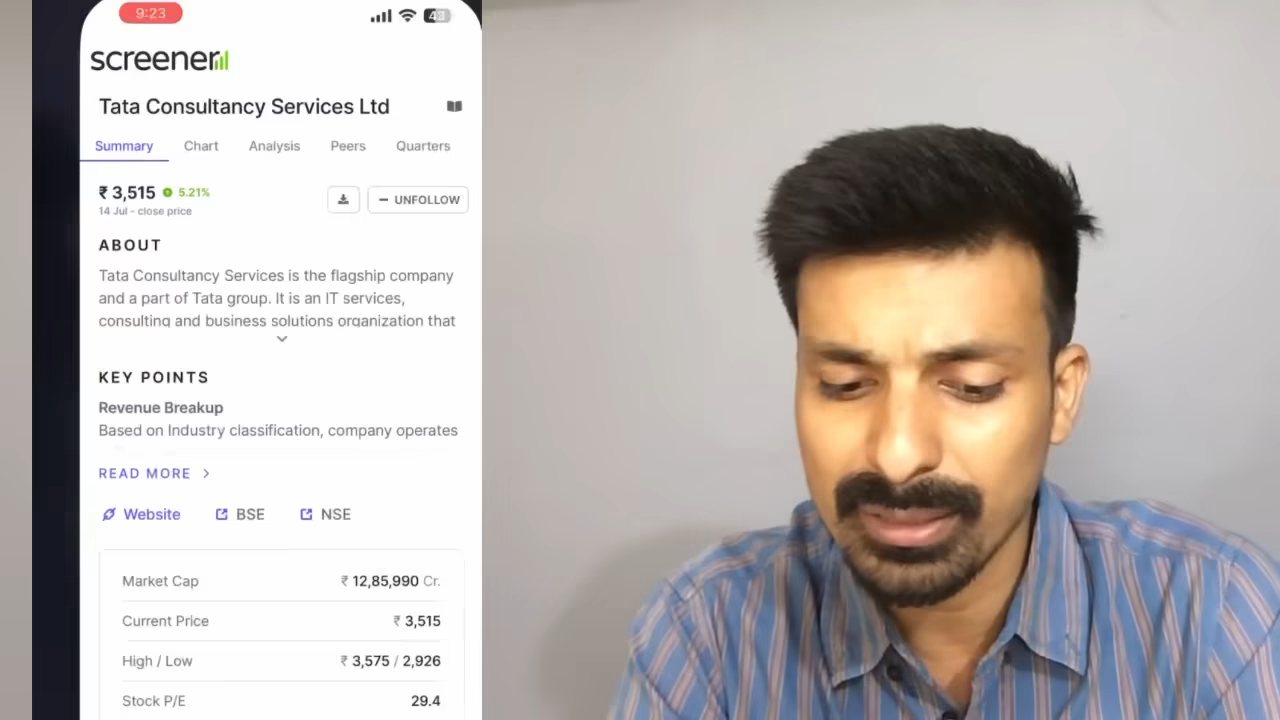 9:23
43
screener
Tata Consultancy Services Ltd
Summary Chart Analysis Peers Quarters
₹ 3,515 5.21%
14 Jul - close price
UNFOLLOW
ABOUT
Tata Consultancy Services is the flagship company
and a part of Tata group. It is an IT services,
consulting and business solutions organization that
KEY POINTS
Revenue Breakup
Based on Industry classification, company operates
READ MORE
Website BSE NSE
Market Cap ₹ 12,85,990 Cr.
Current Price ₹ 3,515
High / Low ₹ 3,575 / 2,926
Stock P/E 29.4